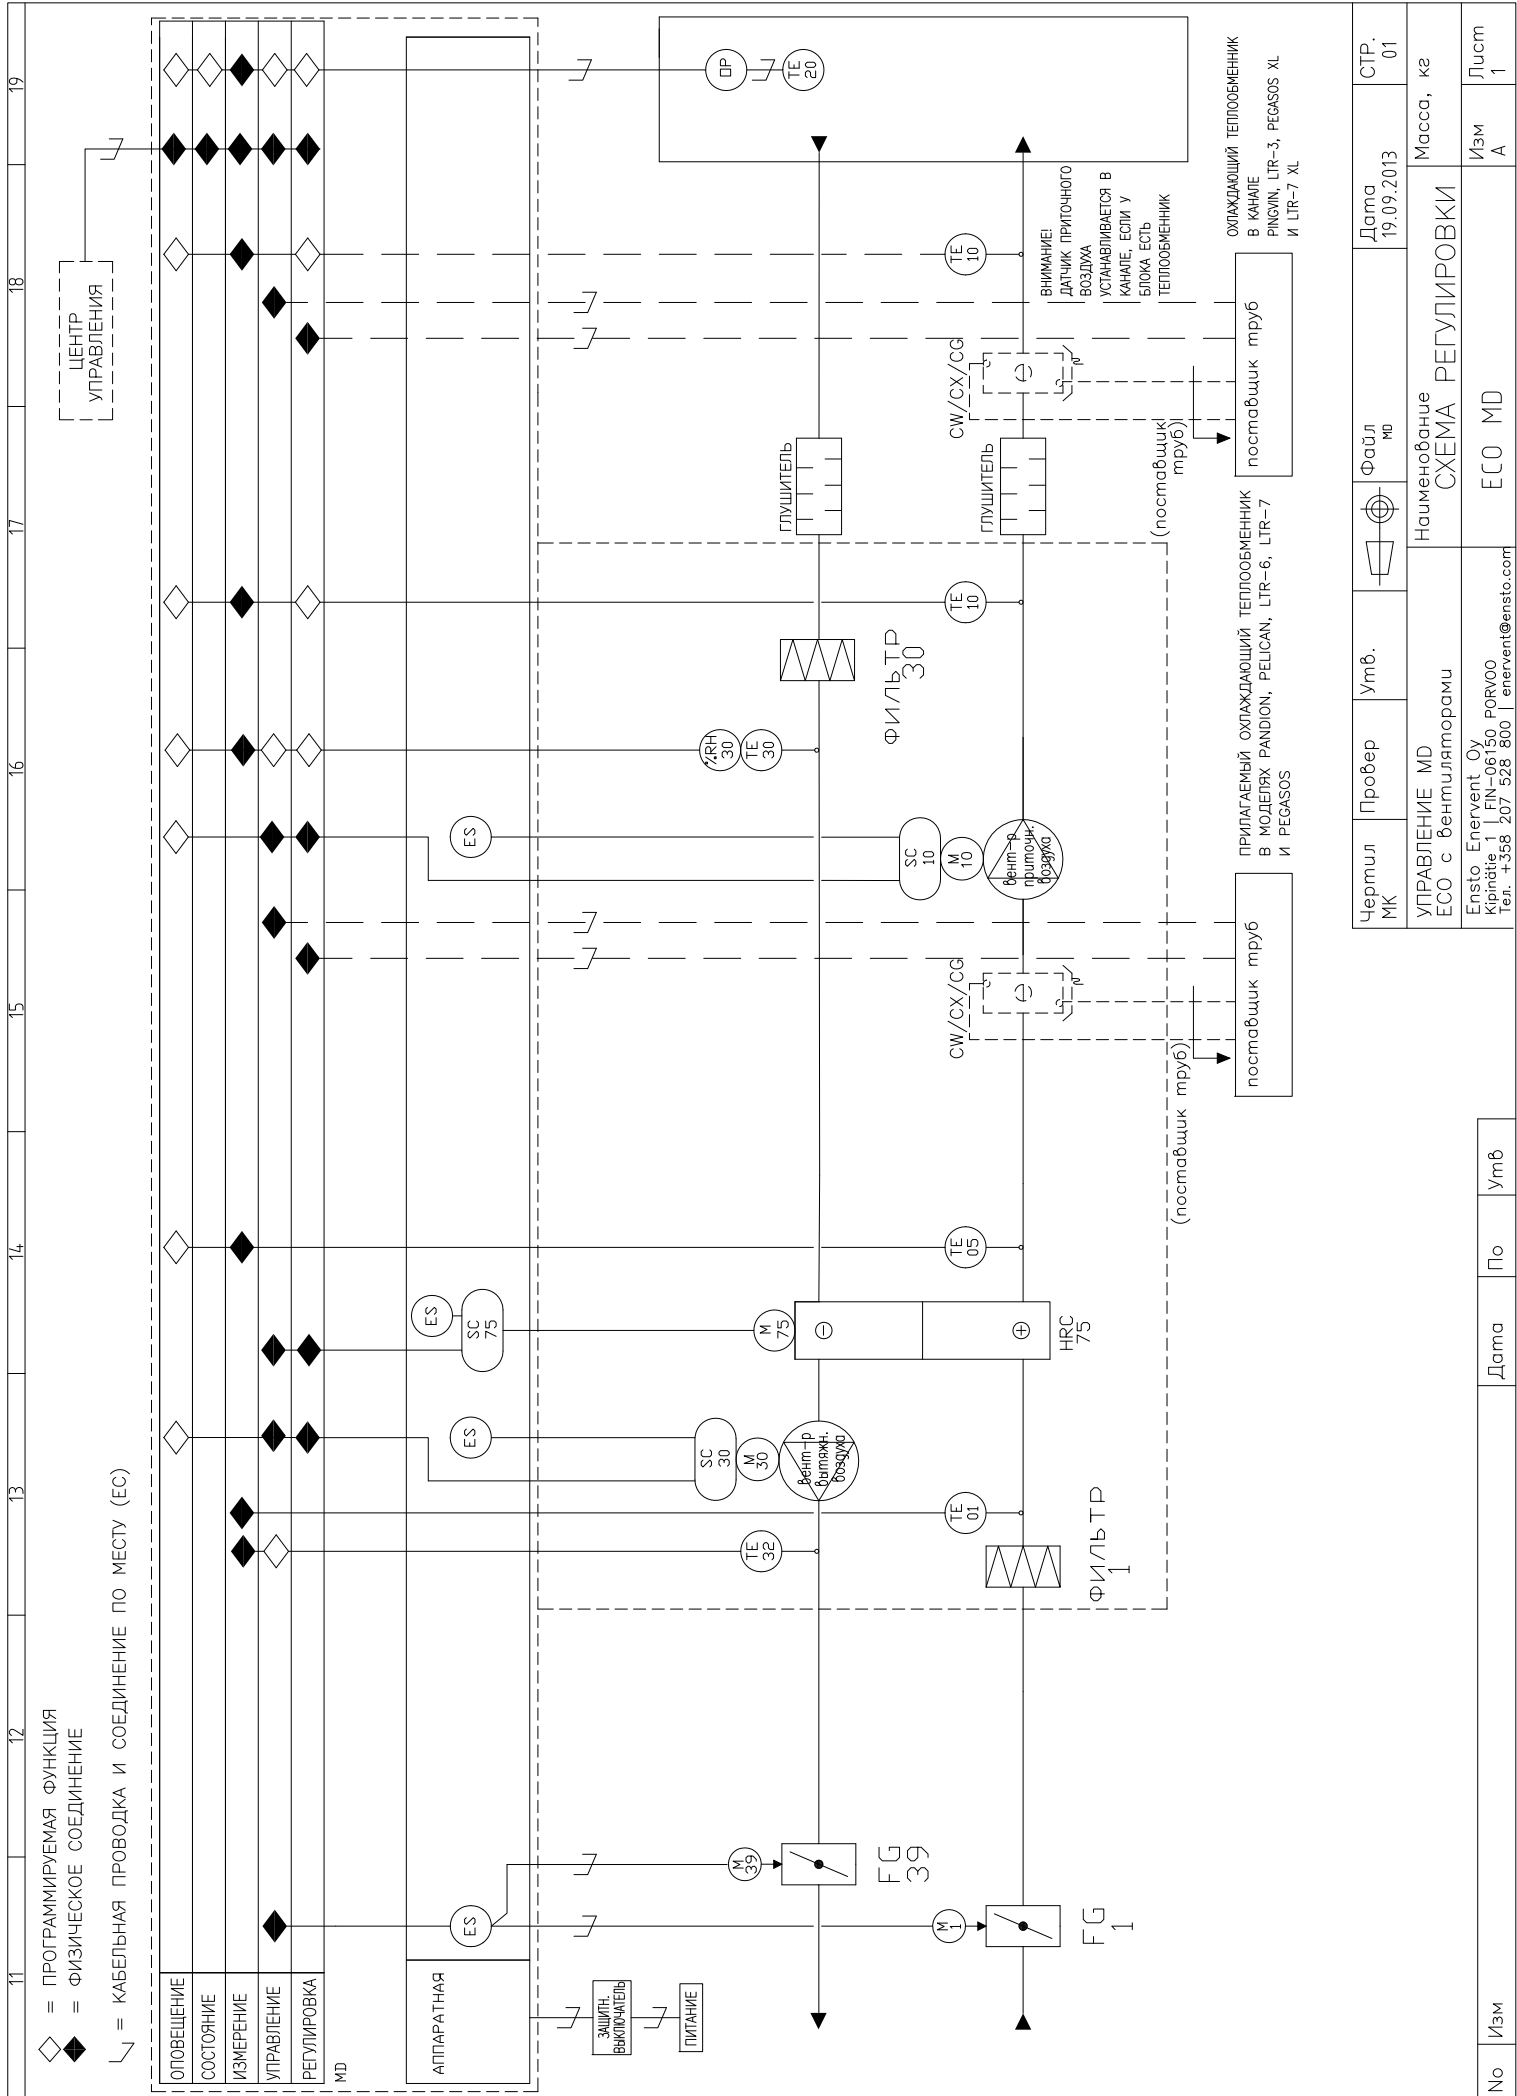 11
12
13
14
15
16
17
18
19
= ПРОГРАММИРУЕМАЯ ФУНКЦИЯ
= ФИЗИЧЕСКОЕ СОЕДИНЕНИЕ
= КАБЕЛЬНАЯ ПРОВОДКА И СОЕДИНЕНИЕ ПО МЕСТУ (EC)
ЦЕНТР
УПРАВЛЕНИЯ
ОПОВЕЩЕНИЕ
СОСТОЯНИЕ
ИЗМЕРЕНИЕ
УПРАВЛЕНИЕ
РЕГУЛИРОВКА
MD
АППАРАТНАЯ
ES
ES
ES
SC
75
ES
ЗАЩИТН.
ВЫКЛЮЧАТЕЛЬ
ПИТАНИЕ
M
39
FG
39
TE
32
SC
30
M
30
вент-р
вытяжн.
воздуха
M
75
%RH
30
TE
30
ФИЛЬТР
30
ГЛУШИТЕЛЬ
OP
TE
20
M
1
FG
1
ФИЛЬТР
1
TE
01
HRC
75
TE
05
CW/CX/CG
(поставщик труб)
поставщик труб
SC
10
M
10
вент-р
приточн.
воздуха
TE
10
ГЛУШИТЕЛЬ
CW/CX/CG
(поставщик
труб)
поставщик труб
TE
10
ВНИМАНИЕ!
ДАТЧИК ПРИТОЧНОГО
ВОЗДУХА
УСТАНАВЛИВАЕТСЯ В
КАНАЛЕ, ЕСЛИ У
БЛОКА ЕСТЬ
ТЕПЛООБМЕННИК
ПРИЛАГАЕМЫЙ ОХЛАЖДАЮЩИЙ ТЕПЛООБМЕННИК
В МОДЕЛЯХ PANDION, PELICAN, LTR-6, LTR-7
И PEGASOS
ОХЛАЖДАЮЩИЙ ТЕПЛООБМЕННИК
В КАНАЛЕ
PINGVIN, LTR-3, PEGASOS XL
И LTR-7 XL
Чертил
МК
Провер
Утв.
Файл
MD
Дата
19.09.2013
СТР.
01
УПРАВЛЕНИЕ MD
ECO с вентиляторами
Наименование
СХЕМА РЕГУЛИРОВКИ
Масса, кг
Ensto Enervent Oy
Kipinätie 1 | FIN-06150 PORVOO
Тел. +358 207 528 800 | enervent@ensto.com
ECO MD
Изм
A
Лист
1
No
Изм
Дата
По
Утв